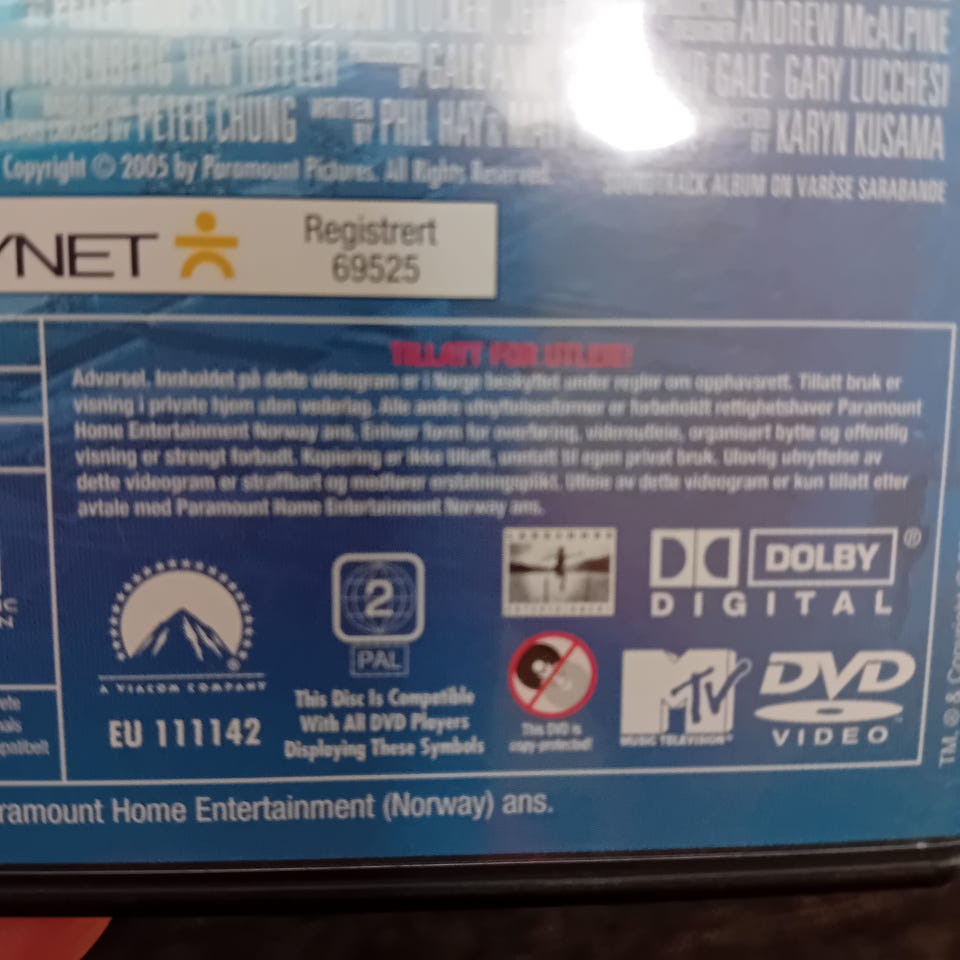 ANDREW McALPINE
ROSENBERG VAN TOFFLER BY GALE GALE GARY LUCCHESI
BY PETER CHUNG WRITTEN BY PHIL HAY & BY KARYN KUSAMA
Copyright © 2005 by Paramount Pictures. All Rights Reserved.
SOUNDTRACK ALBUM ON VARÈSE SARABANDE
YNET
Registrert
69525
TILLATT FOR UTLEIE!
Advarsel. Innholdet på dette videogram er i Norge beskyttet under regler om opphavsrett. Tillatt bruk er
visning i private hjem uten vederlag. Alle andre utnyttelsesformer er forbeholdt rettighetshaver Paramount
Home Entertainment Norway ans. Enhver form for overføring, videreutleie, organisert bytte og offentlig
visning er strengt forbudt. Kopiering er ikke tillatt, unntatt til egen privat bruk. Ulovlig utnyttelse av
dette videogram er straffbart og medfører erstatningsplikt. Utleie av dette videogram er kun tillatt etter
avtale med Paramount Home Entertainment Norway ans.
2
PAL
DOLBY ®
DIGITAL
A VIACOM COMPANY
EU 111142
This Disc Is Compatible
With All DVD Players
Displaying These Symbols
This DVD is
copy-protected!
MTV
MUSIC TELEVISION®
DVD
VIDEO
TM, ® & Copyright
ramount Home Entertainment (Norway) ans.